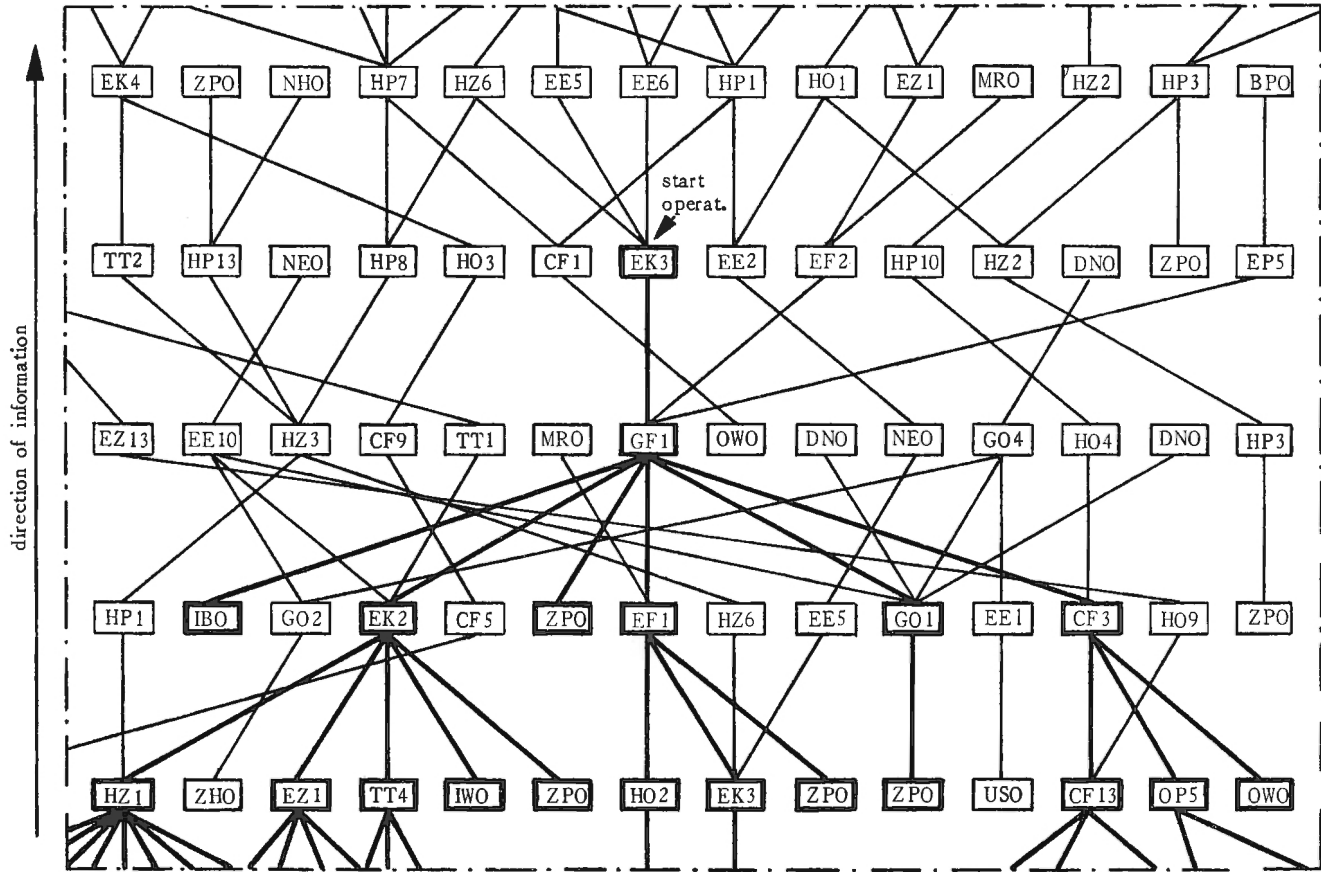 EK4 ZPO NHO HP7 HZ6 EE5 EE6 HP1 HO1 EZ1 MRO HZ2 HP3 BPO
start
operat.
TT2 HP13 NEO HP8 HO3 CF1 EK3 EE2 EF2 HP10 HZ2 DNO ZPO EP5
direction of information
EZ13 EE10 HZ3 CF9 TT1 MRO GF1 OWO DNO NEO GO4 HO4 DNO HP3
HP1 IBO GO2 EK2 CF5 ZPO EF1 HZ6 EE5 GO1 EE1 CF3 HO9 ZPO
HZ1 ZHO EZ1 TT4 IWO ZPO HO2 EK3 ZPO ZPO USO CF13 OP5 OWO